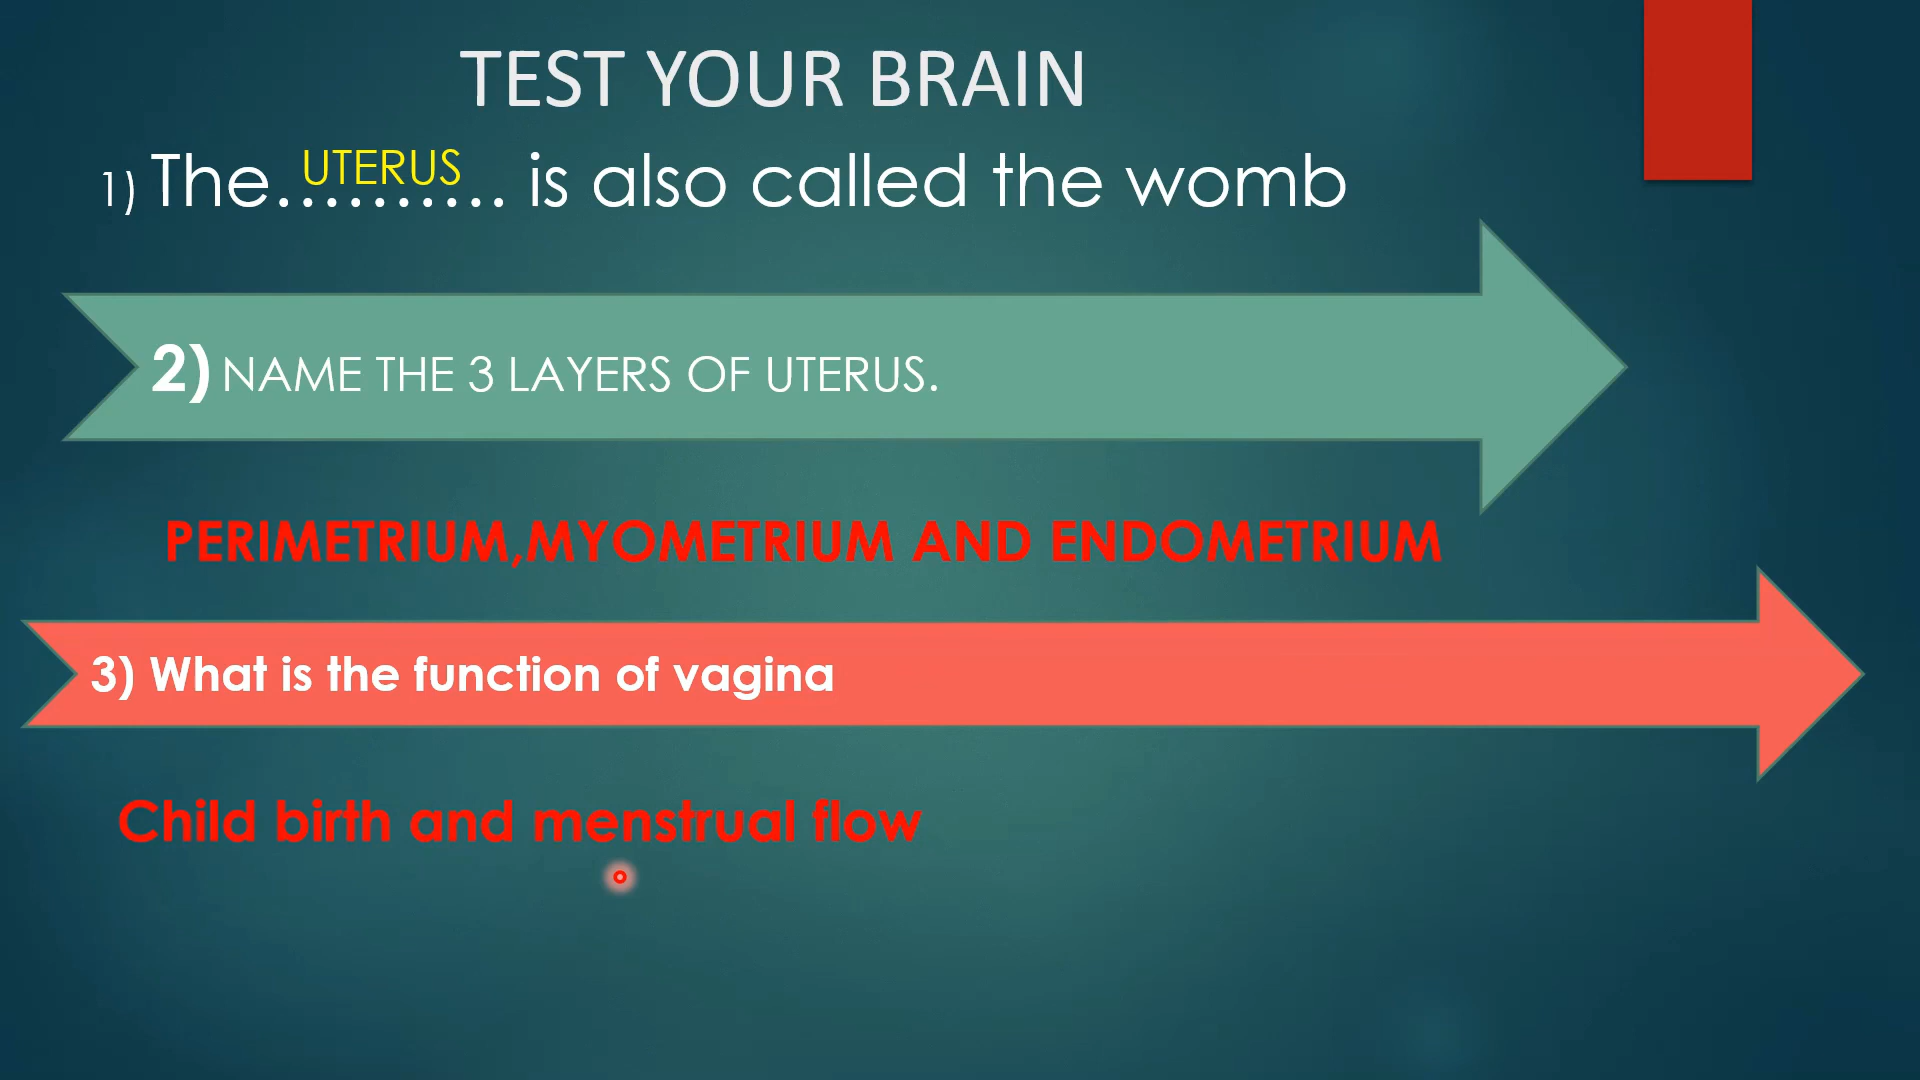 TEST YOUR BRAIN
1) The..UTERUS.. is also called the womb
2) NAME THE 3 LAYERS OF UTERUS.
PERIMETRIUM,MYOMETRIUM AND ENDOMETRIUM
3) What is the function of vagina
Child birth and menstrual flow